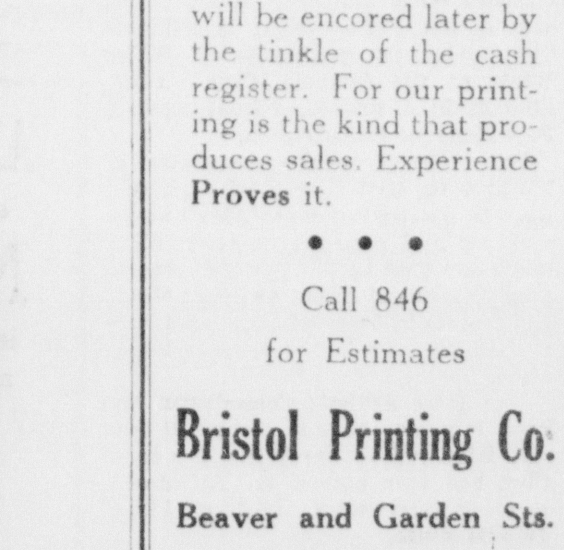 will be encored later by
the tinkle of the cash
register. For our print-
ing is the kind that pro-
duces sales. Experience
Proves it.
• • •
Call 846
for Estimates
Bristol Printing Co.
Beaver and Garden Sts.